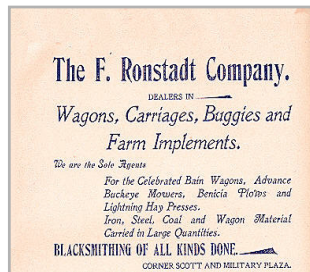 The F. Ronstadt Company.
DEALERS IN
Wagons, Carriages, Buggies and
Farm Implements.
We are the Sole Agents
For the Celebrated Bain Wagons, Advance
Buckeye Mowers, Benicia Plows and
Lightning Hay Presses.
Iron, Steel, Coal and Wagon Material
Carried in Large Quantities.
BLACKSMITHING OF ALL KINDS DONE.
CORNER SCOTT AND MILITARY PLAZA.